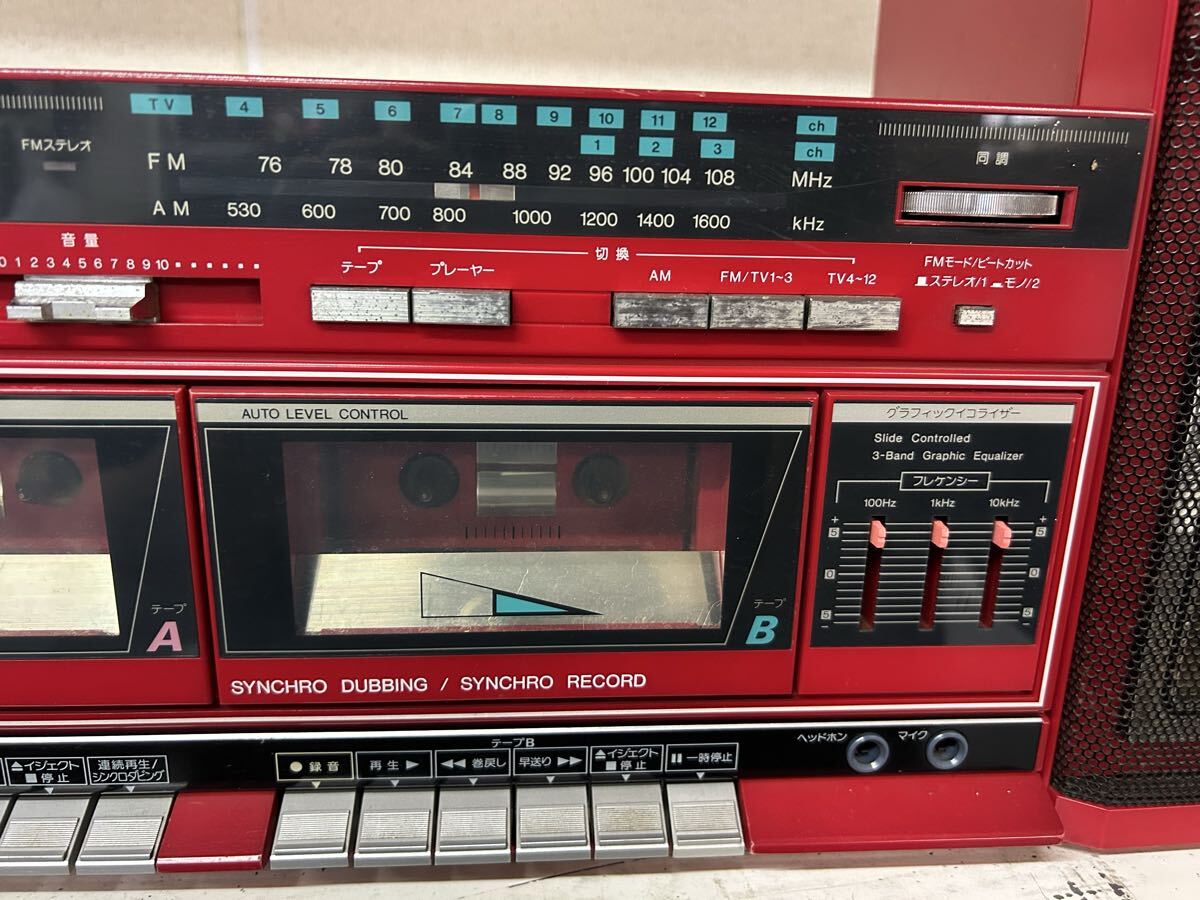 TV 4 5 6 7 8 9 10 11 12 ch
1 2 3 ch
FMステレオ
同調
FM 76 78 80 84 88 92 96 100 104 108 MHz
AM 530 600 700 800 1000 1200 1400 1600 kHz
音量
0 1 2 3 4 5 6 7 8 9 10
切換
テープ プレーヤー AM FM/TV1~3 TV4~12
FMモード/ビートカット
ステレオ/1 モノ/2
AUTO LEVEL CONTROL
グラフィックイコライザー
Slide Controlled
3-Band Graphic Equalizer
フレケンシー
100Hz 1kHz 10kHz
+ +
5 5
0 0
5 5
- -
テープ
A
テープ
B
SYNCHRO DUBBING / SYNCHRO RECORD
テープB
ヘッドホン マイク
▲イジェクト
■停止
連続再生/
シンクロダビング
●録音
再生▶
◀◀巻戻し
早送り▶▶
▲イジェクト
■停止
▮▮一時停止